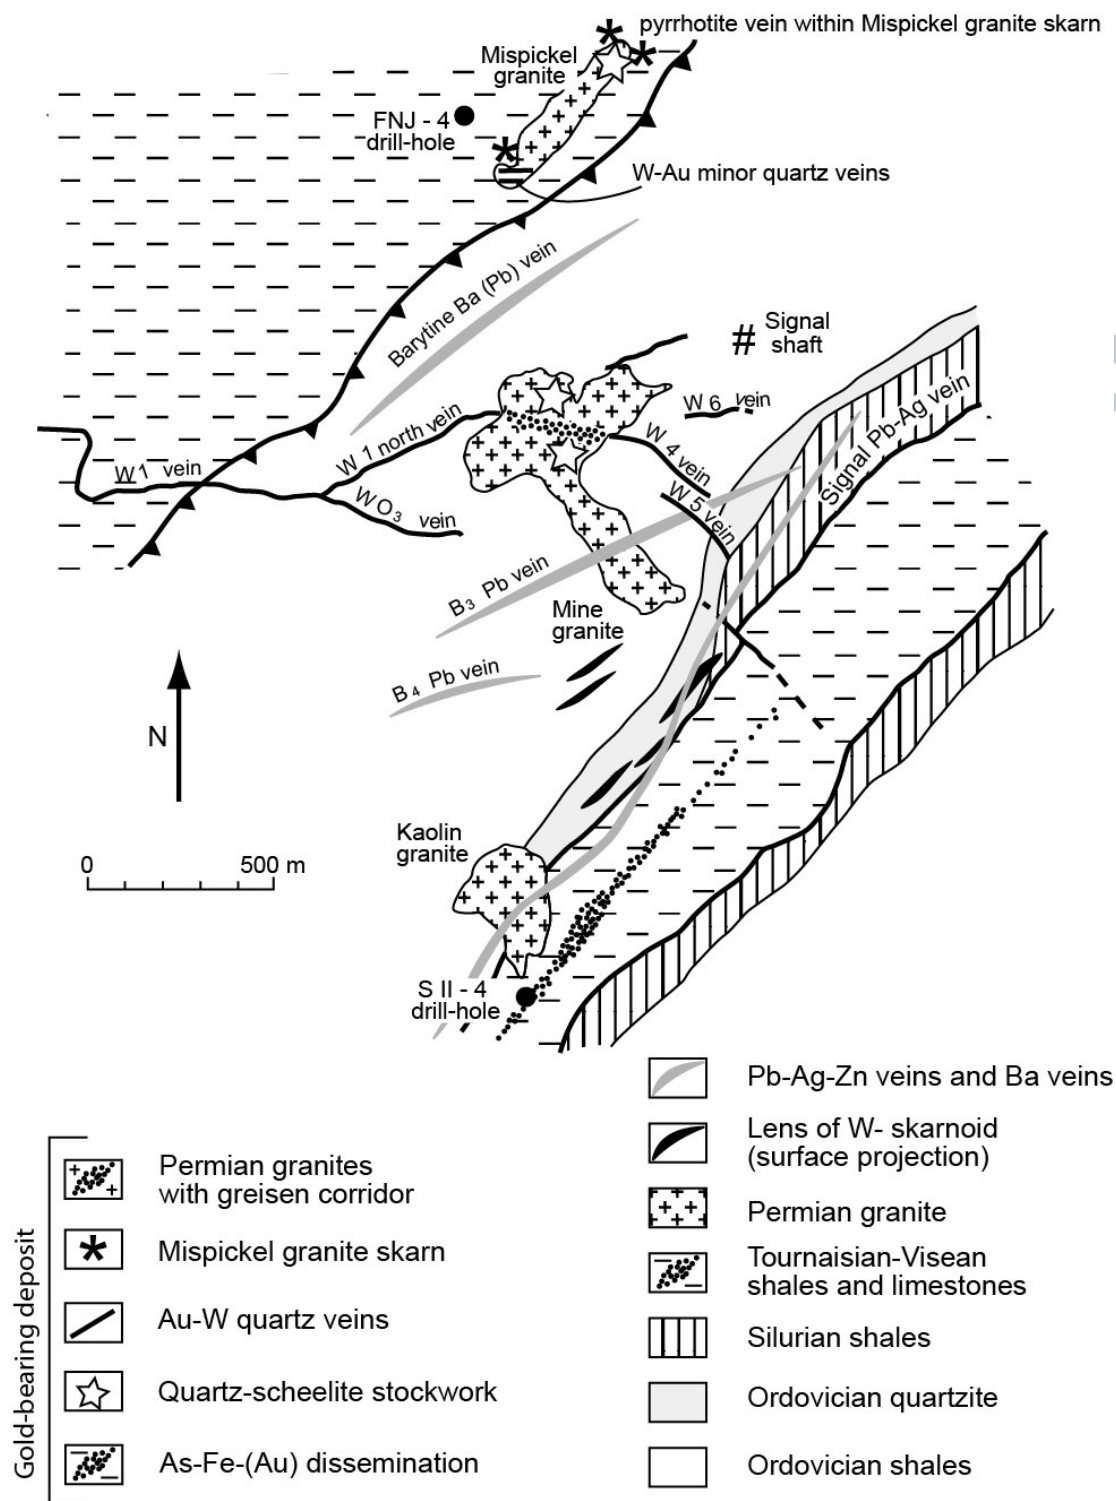 pyrrhotite vein within Mispickel granite skarn
Mispickel
granite
FNJ - 4
drill-hole
W-Au minor quartz veins
Barytine Ba (Pb) vein
# Signal
shaft
W 6 vein
W 1 north vein
W 4 vein
W 1 vein
W O3 vein
W 5 vein
Signal Pb-Ag vein
B3 Pb vein
Mine
granite
B4 Pb vein
N
Kaolin
granite
0 500 m
S II - 4
drill-hole
Pb-Ag-Zn veins and Ba veins
Lens of W- skarnoid
(surface projection)
Permian granite
Tournaisian-Visean
shales and limestones
Silurian shales
Ordovician quartzite
Ordovician shales
Gold-bearing deposit
Permian granites
with greisen corridor
Mispickel granite skarn
Au-W quartz veins
Quartz-scheelite stockwork
As-Fe-(Au) dissemination